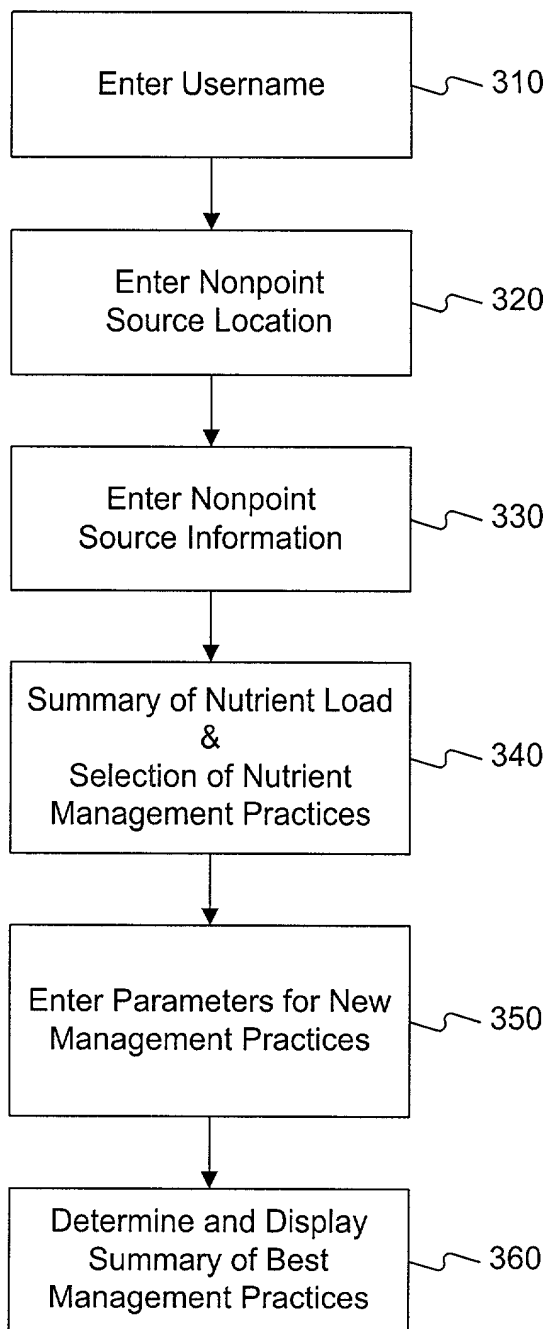 Enter Username
310
Enter Nonpoint
Source Location
320
Enter Nonpoint
Source Information
330
Summary of Nutrient Load
&
Selection of Nutrient
Management Practices
340
Enter Parameters for New
Management Practices
350
Determine and Display
Summary of Best
Management Practices
360